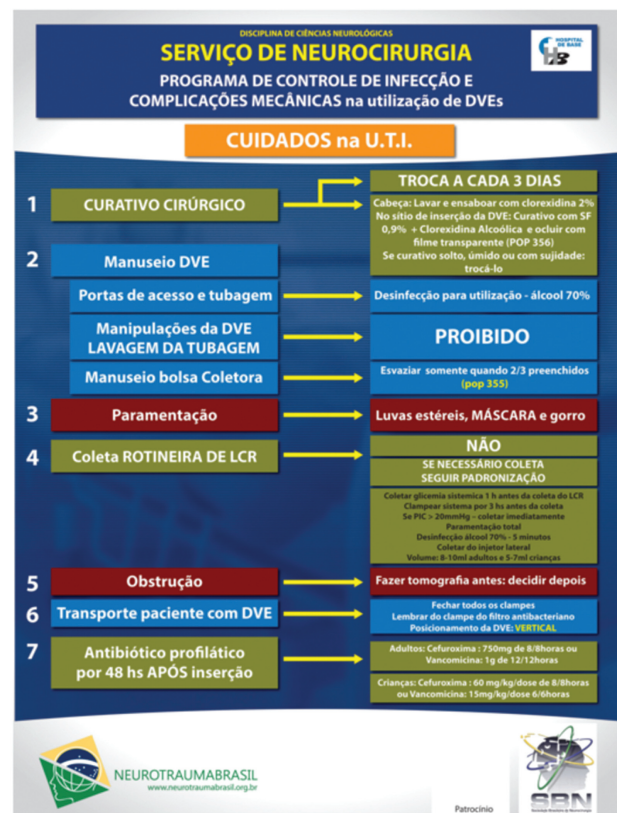 DISCIPLINA DE CIÊNCIAS NEUROLÓGICAS
SERVIÇO DE NEUROCIRURGIA
HOSPITAL
DE BASE
PROGRAMA DE CONTROLE DE INFECÇÃO E
COMPLICAÇÕES MECÂNICAS na utilização de DVEs
CUIDADOS na U.T.I.
1
CURATIVO CIRÚRGICO
TROCA A CADA 3 DIAS
Cabeça: Lavar e ensaboar com clorexidina 2%
No sítio de inserção da DVE: Curativo com SF
0,9% + Clorexidina Alcoólica e ocluir com
filme transparente (POP 356)
Se curativo solto, úmido ou com sujidade:
trocá-lo
2
Manuseio DVE
Portas de acesso e tubagem
Desinfecção para utilização - álcool 70%
Manipulações da DVE
LAVAGEM DA TUBAGEM
PROIBIDO
Manuseio bolsa Coletora
Esvaziar somente quando 2/3 preenchidos
(pop 355)
3
Paramentação
Luvas estéreis, MÁSCARA e gorro
4
Coleta ROTINEIRA DE LCR
NÃO
SE NECESSÁRIO COLETA
SEGUIR PADRONIZAÇÃO
Coletar glicemia sistemica 1 h antes da coleta do LCR
Clampear sistema por 3 hs antes da coleta
Se PIC > 20mmHg – coletar imediatamente
Paramentação total
Desinfecção álcool 70% - 5 minutos
Coletar do injetor lateral
Volume: 8-10ml adultos e 5-7ml crianças
5
Obstrução
Fazer tomografia antes: decidir depois
6
Transporte paciente com DVE
Fechar todos os clampes
Lembrar do clampe do filtro antibacteriano
Posicionamento da DVE: VERTICAL
7
Antibiótico profilático
por 48 hs APÓS inserção
Adultos: Cefuroxima : 750mg de 8/8horas ou
Vancomicina: 1g de 12/12horas
Crianças: Cefuroxima : 60 mg/kg/dose de 8/8horas
ou Vancomicina: 15mg/kg/dose 6/6horas
NEUROTRAUMABRASIL
www.neurotraumabrasil.org.br
Patrocínio
SBN
Sociedade Brasileira de Neurocirurgia